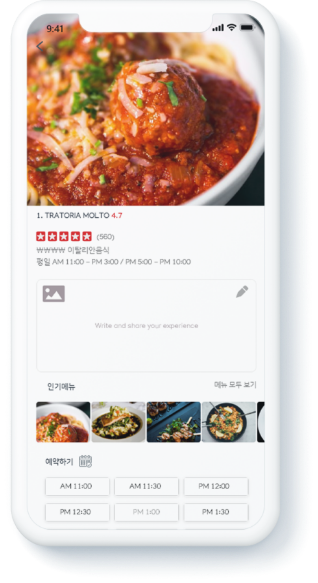 9:41
1. TRATORIA MOLTO 4.7
(560)
₩₩₩₩ 이탈리안음식
평일 AM 11:00 – PM 3:00 / PM 5:00 – PM 10:00
Write and share your experience
인기메뉴 메뉴 모두 보기
예약하기
AM 11:00 AM 11:30 PM 12:00
PM 12:30 PM 1:00 PM 1:30